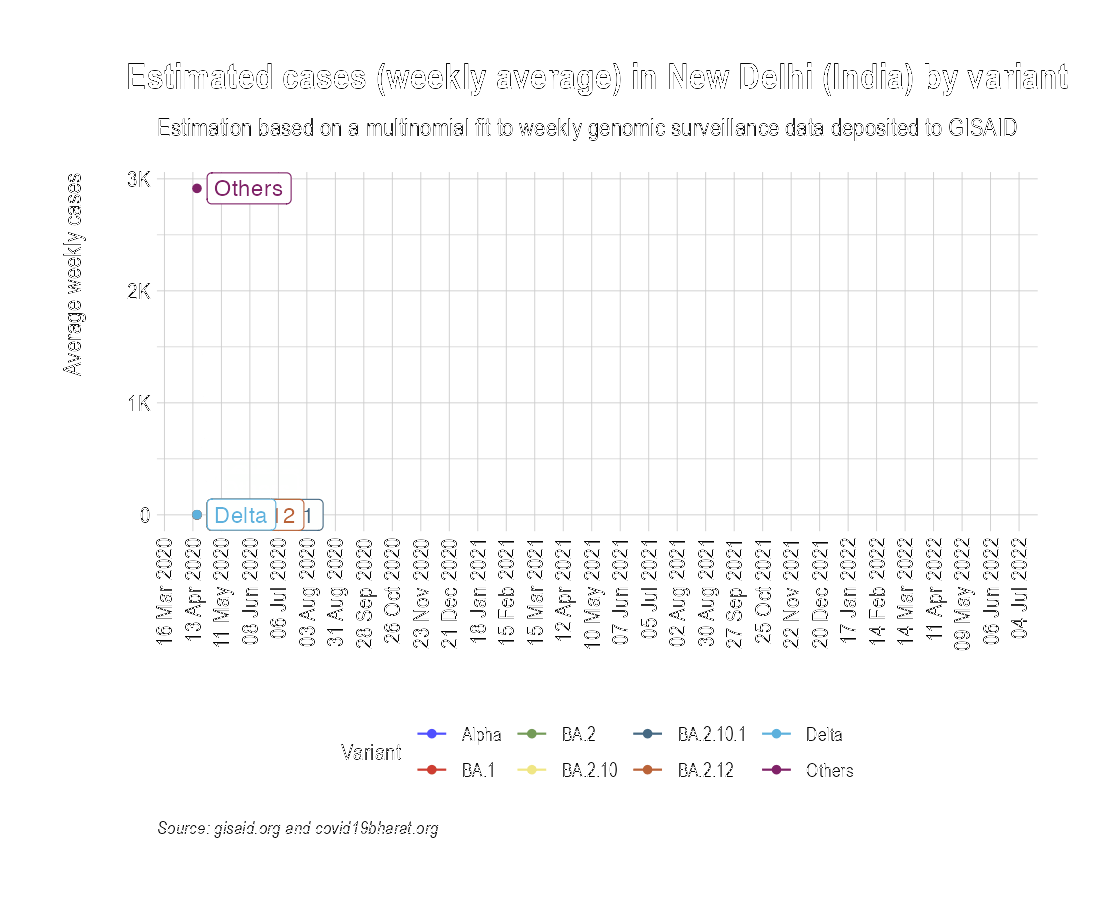 Estimated cases (weekly average) in New Delhi (India) by variant
Estimation based on a multinomial fit to weekly genomic surveillance data deposited to GISAID
Average weekly cases
3K
2K
1K
0
Others
Delta
2
1
16 Mar 2020
13 Apr 2020
11 May 2020
08 Jun 2020
06 Jul 2020
03 Aug 2020
31 Aug 2020
28 Sep 2020
26 Oct 2020
23 Nov 2020
21 Dec 2020
18 Jan 2021
15 Feb 2021
15 Mar 2021
12 Apr 2021
10 May 2021
07 Jun 2021
05 Jul 2021
02 Aug 2021
30 Aug 2021
27 Sep 2021
25 Oct 2021
22 Nov 2021
20 Dec 2021
17 Jan 2022
14 Feb 2022
14 Mar 2022
11 Apr 2022
09 May 2022
06 Jun 2022
04 Jul 2022
Variant
Alpha
BA.2
BA.2.10.1
Delta
BA.1
BA.2.10
BA.2.12
Others
Source: gisaid.org and covid19bharat.org